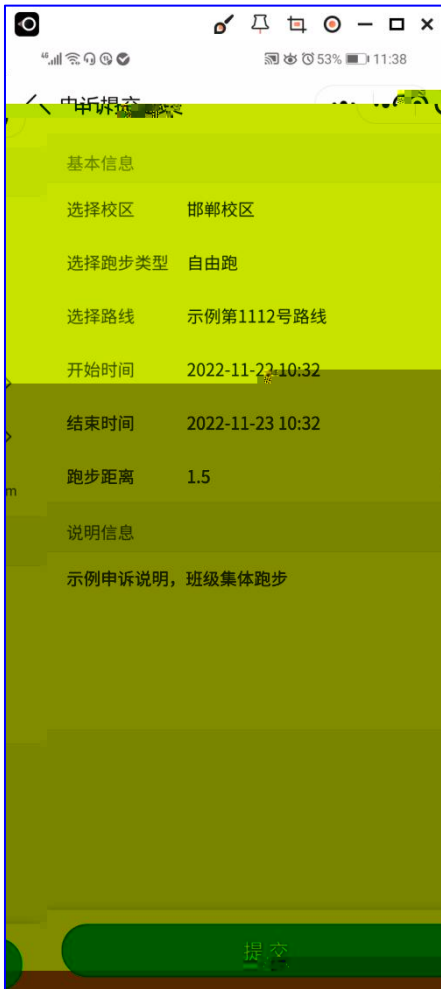 53% 11:38
申诉提交
基本信息
选择校区 邯郸校区
选择跑步类型 自由跑
选择路线 示例第1112号路线
开始时间 2022-11-22 10:32
结束时间 2022-11-23 10:32
跑步距离 1.5
m
说明信息
示例申诉说明，班级集体跑步
提交